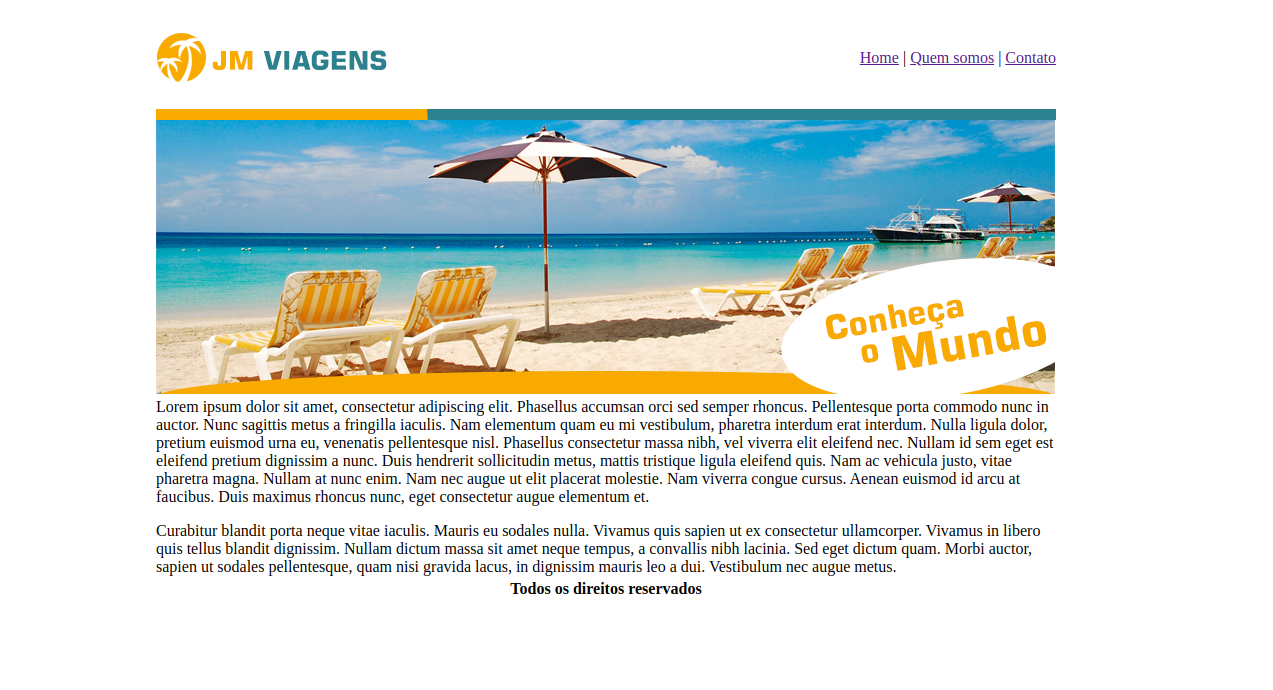 JM VIAGENS
Home | Quem somos | Contato
Conheça
o Mundo
Lorem ipsum dolor sit amet, consectetur adipiscing elit. Phasellus accumsan orci sed semper rhoncus. Pellentesque porta commodo nunc in
auctor. Nunc sagittis metus a fringilla iaculis. Nam elementum quam eu mi vestibulum, pharetra interdum erat interdum. Nulla ligula dolor,
pretium euismod urna eu, venenatis pellentesque nisl. Phasellus consectetur massa nibh, vel viverra elit eleifend nec. Nullam id sem eget est
eleifend pretium dignissim a nunc. Duis hendrerit sollicitudin metus, mattis tristique ligula eleifend quis. Nam ac vehicula justo, vitae
pharetra magna. Nullam at nunc enim. Nam nec augue ut elit placerat molestie. Nam viverra congue cursus. Aenean euismod id arcu at
faucibus. Duis maximus rhoncus nunc, eget consectetur augue elementum et.
Curabitur blandit porta neque vitae iaculis. Mauris eu sodales nulla. Vivamus quis sapien ut ex consectetur ullamcorper. Vivamus in libero
quis tellus blandit dignissim. Nullam dictum massa sit amet neque tempus, a convallis nibh lacinia. Sed eget dictum quam. Morbi auctor,
sapien ut sodales pellentesque, quam nisi gravida lacus, in dignissim mauris leo a dui. Vestibulum nec augue metus.
Todos os direitos reservados